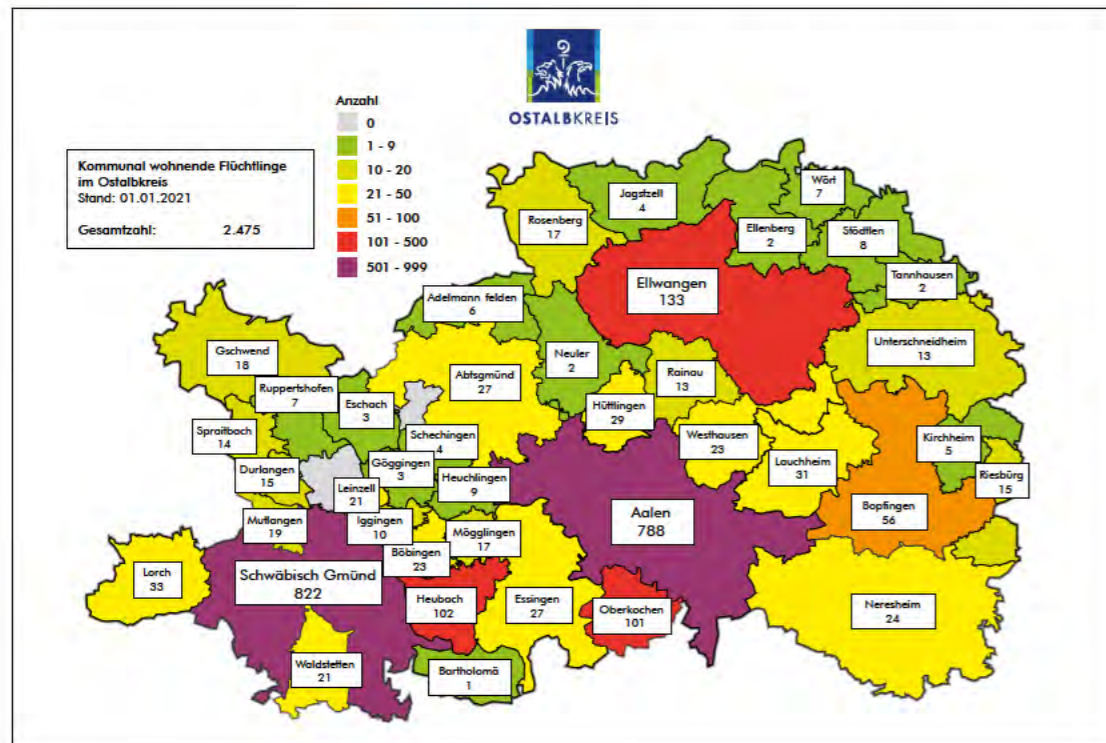 OSTALBKREIS
Anzahl
0
1 - 9
10 - 20
21 - 50
51 - 100
101 - 500
501 - 999
Kommunal wohnende Flüchtlinge
im Ostalbkreis
Stand: 01.01.2021
Gesamtzahl: 2.475
Jagstzell
4
Wört
7
Rosenberg
17
Ellenberg
2
Stödtlen
8
Tannhausen
2
Ellwangen
133
Adelmann felden
6
Unterschneidheim
13
Gschwend
18
Neuler
2
Rainau
13
Abtsgmünd
27
Ruppertshofen
7
Eschach
3
Hüttlingen
29
Spraitbach
14
Schechingen
4
Westhausen
23
Lauchheim
31
Kirchheim
5
Riesbürg
15
Durlangen
15
Göggingen
3
Leinzell
21
Heuchlingen
9
Bopfingen
56
Mutlangen
19
Iggingen
10
Mögglingen
17
Aalen
788
Böbingen
23
Lorch
33
Schwäbisch Gmünd
822
Heubach
102
Essingen
27
Oberkochen
101
Neresheim
24
Waldstetten
21
Bartholomä
1